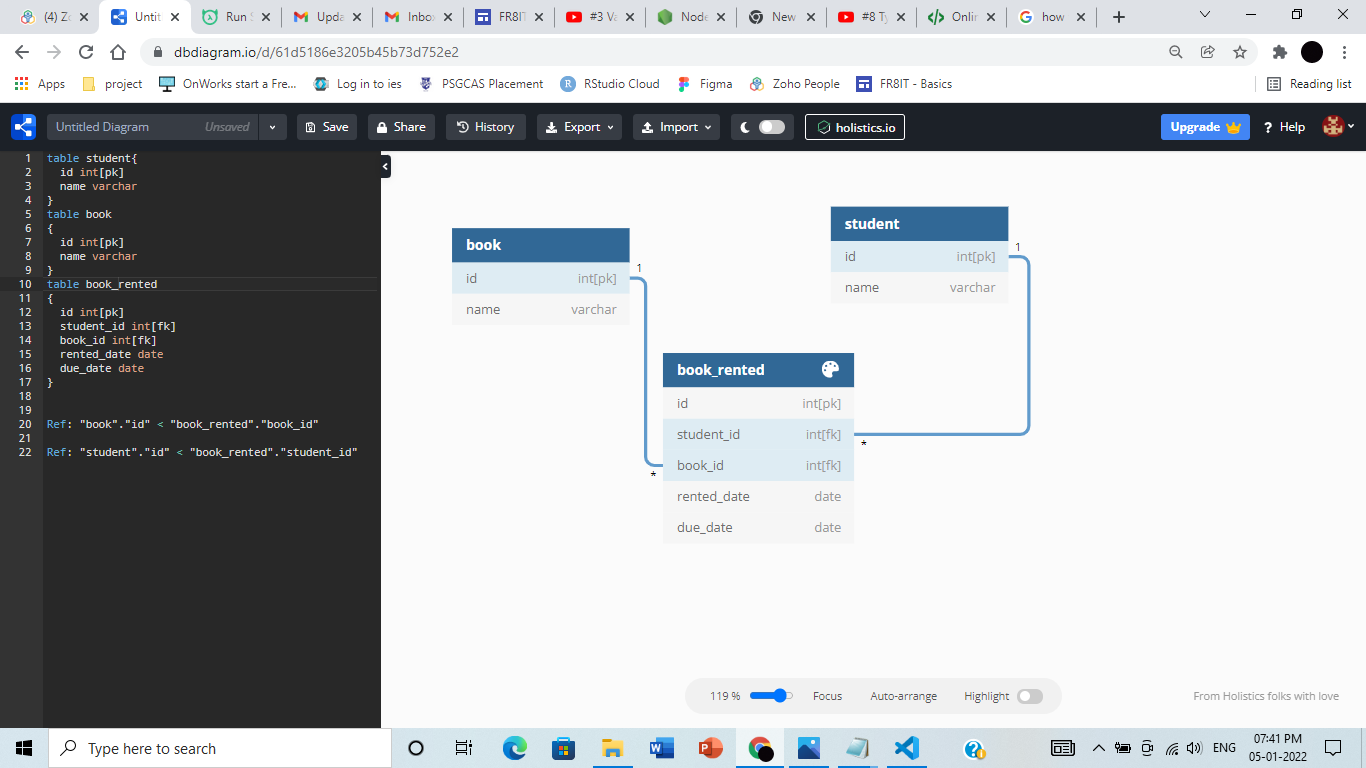 (4) Zo
Untit
Run S
Upda
Inbox
FR8IT
#3 Va
Node
New
#8 Ty
Onlin
how
dbdiagram.io/d/61d5186e3205b45b73d752e2
Apps
project
OnWorks start a Fre...
Log in to ies
PSGCAS Placement
RStudio Cloud
Figma
Zoho People
FR8IT - Basics
Reading list
Untitled Diagram
Unsaved
Save
Share
History
Export
Import
holistics.io
Upgrade
? Help
1 table student{
2 id int[pk]
3 name varchar
4 }
5 table book
6 {
7 id int[pk]
8 name varchar
9 }
10 table book_rented
11 {
12 id int[pk]
13 student_id int[fk]
14 book_id int[fk]
15 rented_date date
16 due_date date
17 }
18
19
20 Ref: "book"."id" < "book_rented"."book_id"
21
22 Ref: "student"."id" < "book_rented"."student_id"
<
book
id int[pk]
name varchar
1
*
student
id int[pk]
name varchar
1
*
book_rented
id int[pk]
student_id int[fk]
book_id int[fk]
rented_date date
due_date date
119 %
Focus
Auto-arrange
Highlight
From Holistics folks with love
Type here to search
ENG
07:41 PM
05-01-2022